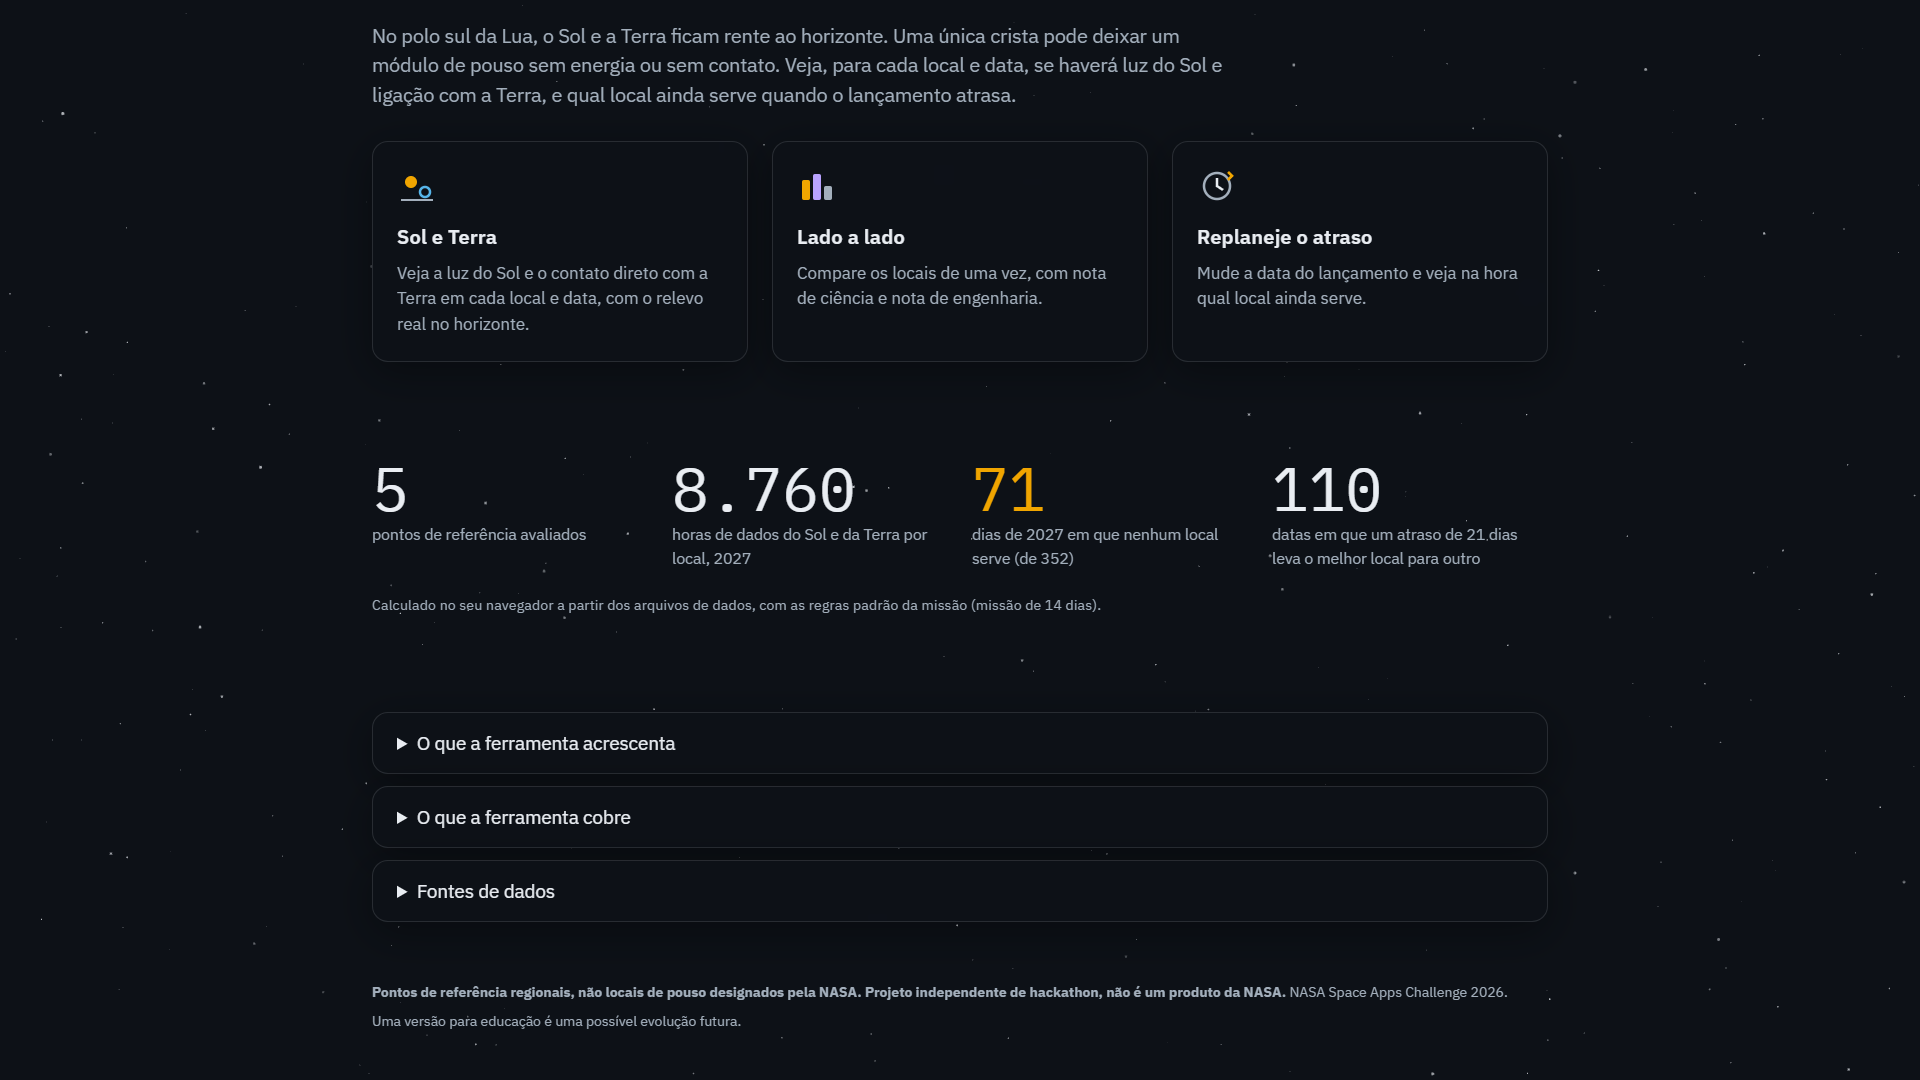 No polo sul da Lua, o Sol e a Terra ficam rente ao horizonte. Uma única crista pode deixar um
módulo de pouso sem energia ou sem contato. Veja, para cada local e data, se haverá luz do Sol e
ligação com a Terra, e qual local ainda serve quando o lançamento atrasa.
Sol e Terra
Veja a luz do Sol e o contato direto com a
Terra em cada local e data, com o relevo
real no horizonte.
Lado a lado
Compare os locais de uma vez, com nota
de ciência e nota de engenharia.
Replaneje o atraso
Mude a data do lançamento e veja na hora
qual local ainda serve.
5
pontos de referência avaliados
8.760
horas de dados do Sol e da Terra por
local, 2027
71
dias de 2027 em que nenhum local
serve (de 352)
110
datas em que um atraso de 21 dias
leva o melhor local para outro
Calculado no seu navegador a partir dos arquivos de dados, com as regras padrão da missão (missão de 14 dias).
O que a ferramenta acrescenta
O que a ferramenta cobre
Fontes de dados
Pontos de referência regionais, não locais de pouso designados pela NASA. Projeto independente de hackathon, não é um produto da NASA. NASA Space Apps Challenge 2026.
Uma versão para educação é uma possível evolução futura.